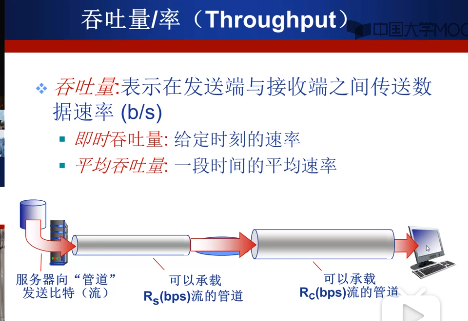 吞吐量/率（Throughput）
中国大学MOO
吞吐量:表示在发送端与接收端之间传送数
据速率 (b/s)
即时吞吐量: 给定时刻的速率
平均吞吐量: 一段时间的平均速率
服务器向“管道”
发送比特（流）
可以承载
Rs(bps)流的管道
可以承载
Rc(bps)流的管道